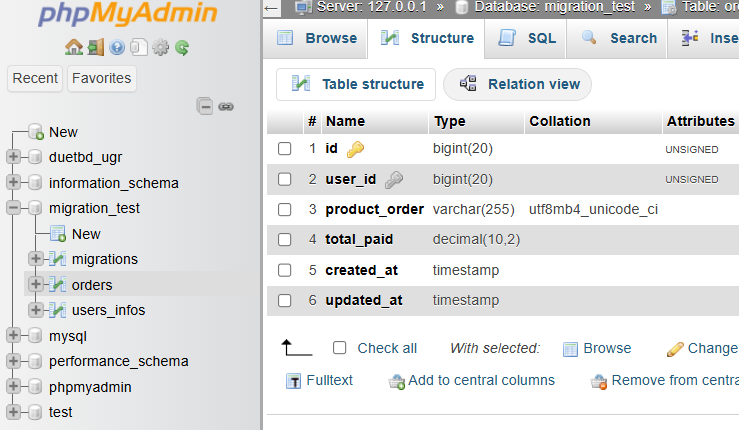 phpMyAdmin
Recent Favorites
New
duetbd_ugr
information_schema
migration_test
New
migrations
orders
users_infos
mysql
performance_schema
phpmyadmin
test
← Server: 127.0.0.1 » Database: migration_test » Table: ord
Browse Structure SQL Search Inse
Table structure Relation view
# Name Type Collation Attributes
1 id bigint(20) UNSIGNED
2 user_id bigint(20) UNSIGNED
3 product_order varchar(255) utf8mb4_unicode_ci
4 total_paid decimal(10,2)
5 created_at timestamp
6 updated_at timestamp
Check all With selected: Browse Change
T Fulltext Add to central columns Remove from centra